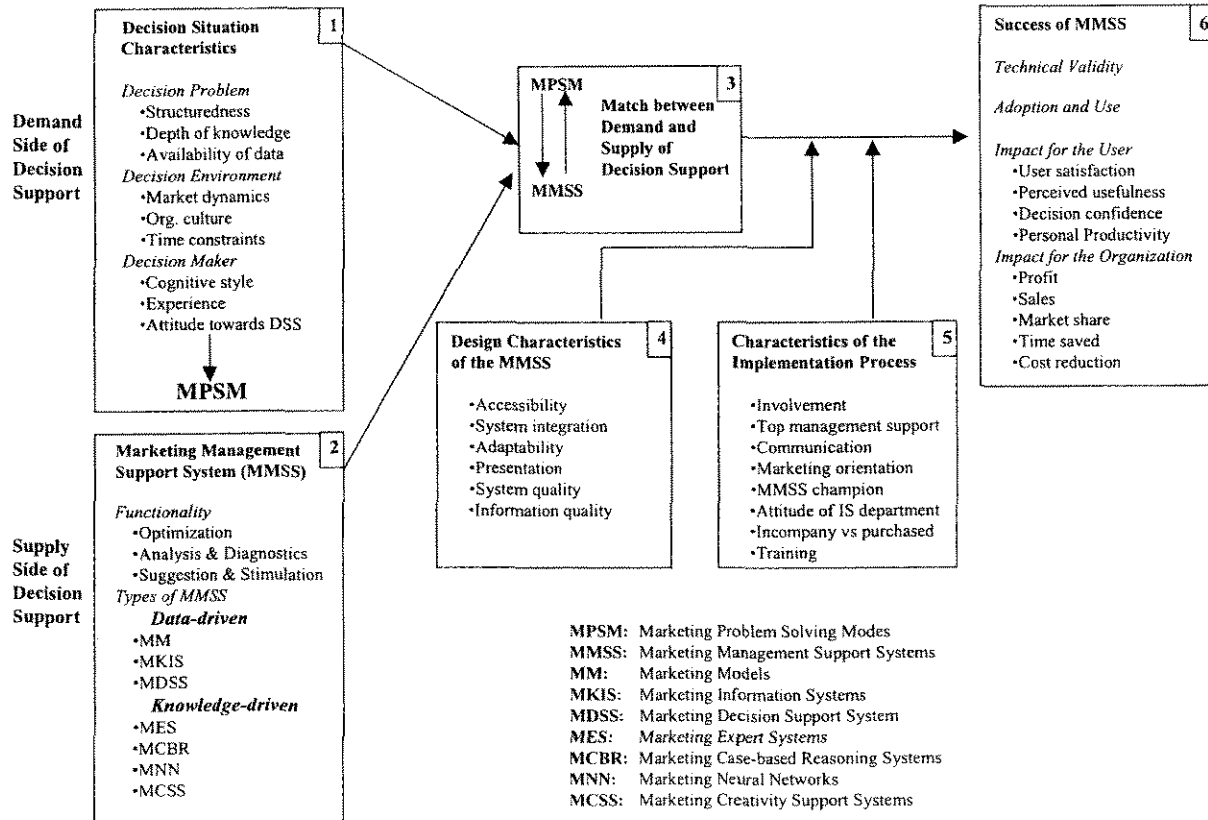 Demand
Side of
Decision
Support
Decision Situation
Characteristics
1
Decision Problem
•Structuredness
•Depth of knowledge
•Availability of data
Decision Environment
•Market dynamics
•Org. culture
•Time constraints
Decision Maker
•Cognitive style
•Experience
•Attitude towards DSS
MPSM
Supply
Side of
Decision
Support
Marketing Management
Support System (MMSS)
2
Functionality
•Optimization
•Analysis & Diagnostics
•Suggestion & Stimulation
Types of MMSS
Data-driven
•MM
•MKIS
•MDSS
Knowledge-driven
•MES
•MCBR
•MNN
•MCSS
3
MPSM
MMSS
Match between
Demand and
Supply of
Decision Support
Design Characteristics
of the MMSS
4
•Accessibility
•System integration
•Adaptability
•Presentation
•System quality
•Information quality
Characteristics of the
Implementation Process
5
•Involvement
•Top management support
•Communication
•Marketing orientation
•MMSS champion
•Attitude of IS department
•Incompany vs purchased
•Training
Success of MMSS
6
Technical Validity
Adoption and Use
Impact for the User
•User satisfaction
•Perceived usefulness
•Decision confidence
•Personal Productivity
Impact for the Organization
•Profit
•Sales
•Market share
•Time saved
•Cost reduction
MPSM: Marketing Problem Solving Modes
MMSS: Marketing Management Support Systems
MM: Marketing Models
MKIS: Marketing Information Systems
MDSS: Marketing Decision Support System
MES: Marketing Expert Systems
MCBR: Marketing Case-based Reasoning Systems
MNN: Marketing Neural Networks
MCSS: Marketing Creativity Support Systems